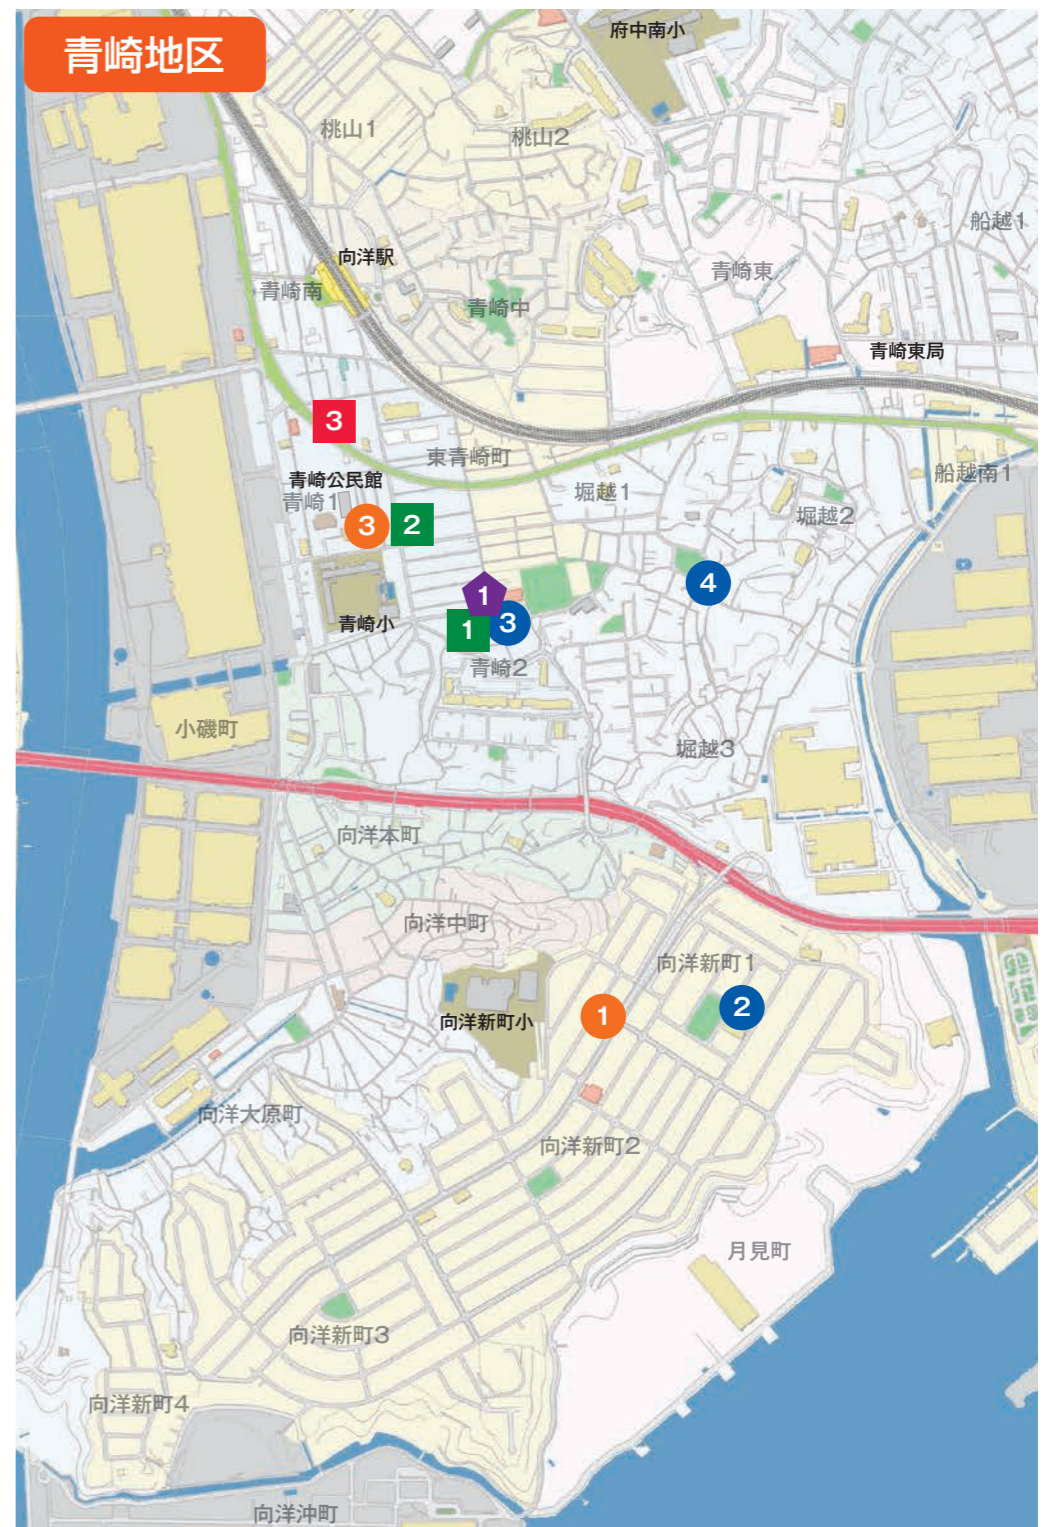 青崎地区
府中南小
桃山1
桃山2
船越1
向洋駅
青崎東
青崎南
青崎中
青崎東局
3
東青崎町
青崎公民館
青崎1
堀越1
船越南1
堀越2
3
2
4
1
青崎小
1
3
青崎2
小磯町
堀越3
向洋本町
向洋中町
向洋新町1
2
1
向洋新町小
向洋大原町
向洋新町2
月見町
向洋新町3
向洋新町4
向洋沖町